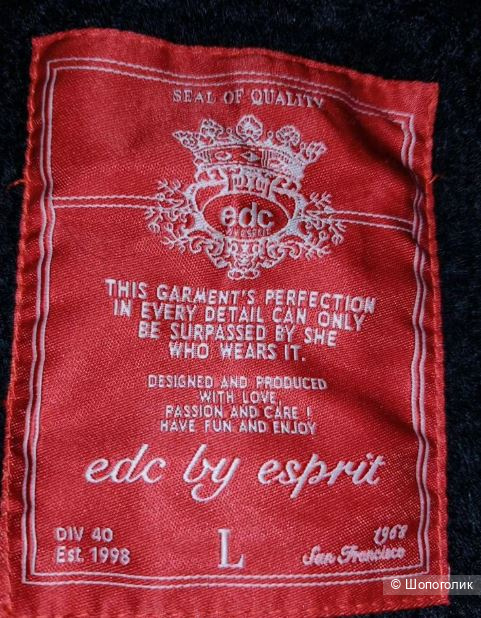 SEAL OF QUALITY
edc
by esprit
THIS GARMENT'S PERFECTION
IN EVERY DETAIL CAN ONLY
BE SURPASSED BY SHE
WHO WEARS IT.
DESIGNED AND PRODUCED
WITH LOVE,
PASSION AND CARE !
HAVE FUN AND ENJOY
edc by esprit
DIV 40
Est. 1998
L
1968
San Francisco
© Шопоголик